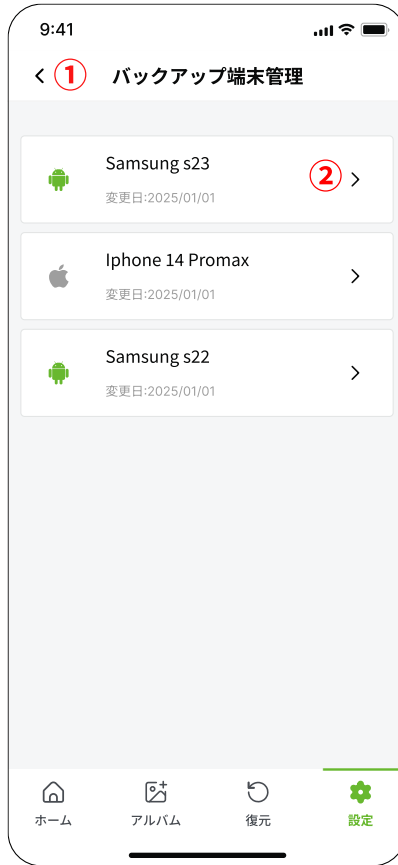 9:41
① バックアップ端末管理
Samsung s23
②
変更日:2025/01/01
Iphone 14 Promax
変更日:2025/01/01
Samsung s22
変更日:2025/01/01
ホーム アルバム 復元 設定